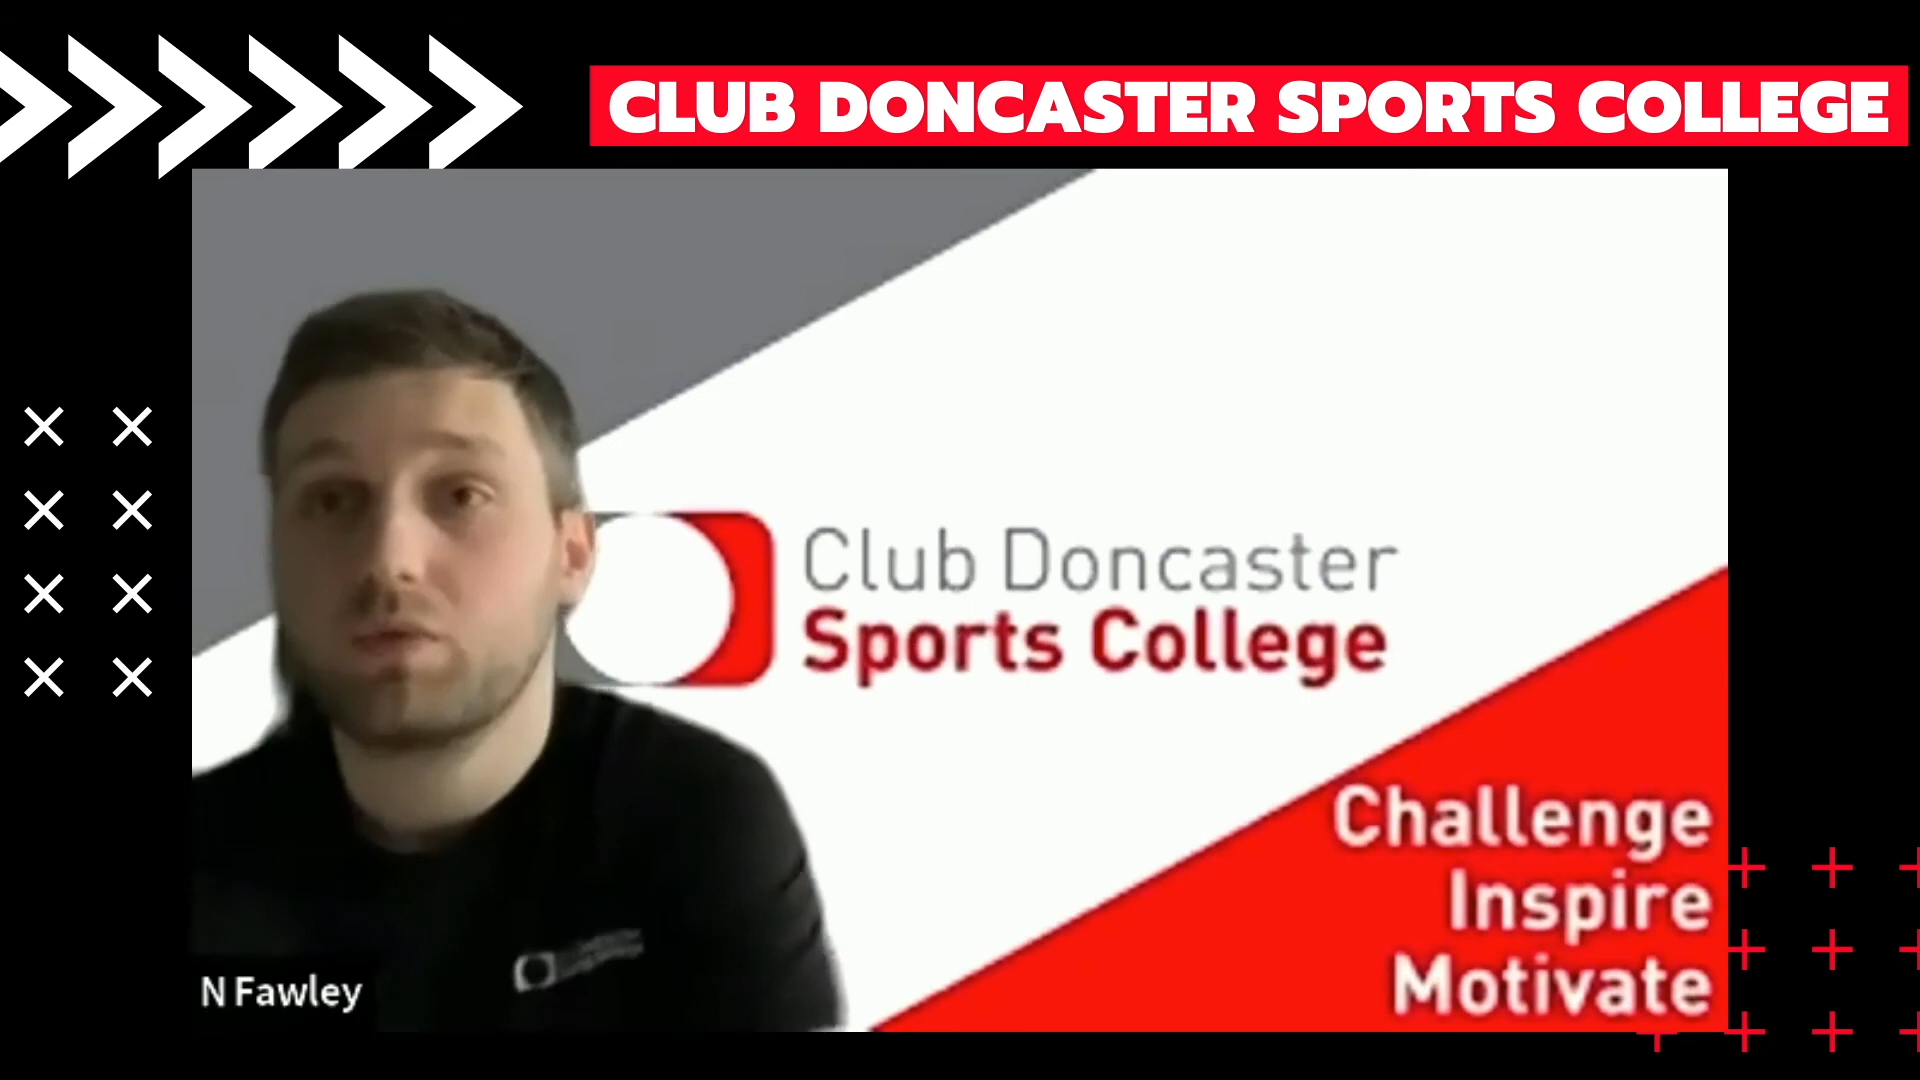 CLUB DONCASTER SPORTS COLLEGE
Club Doncaster
Sports College
Challenge
Inspire
Motivate
N Fawley